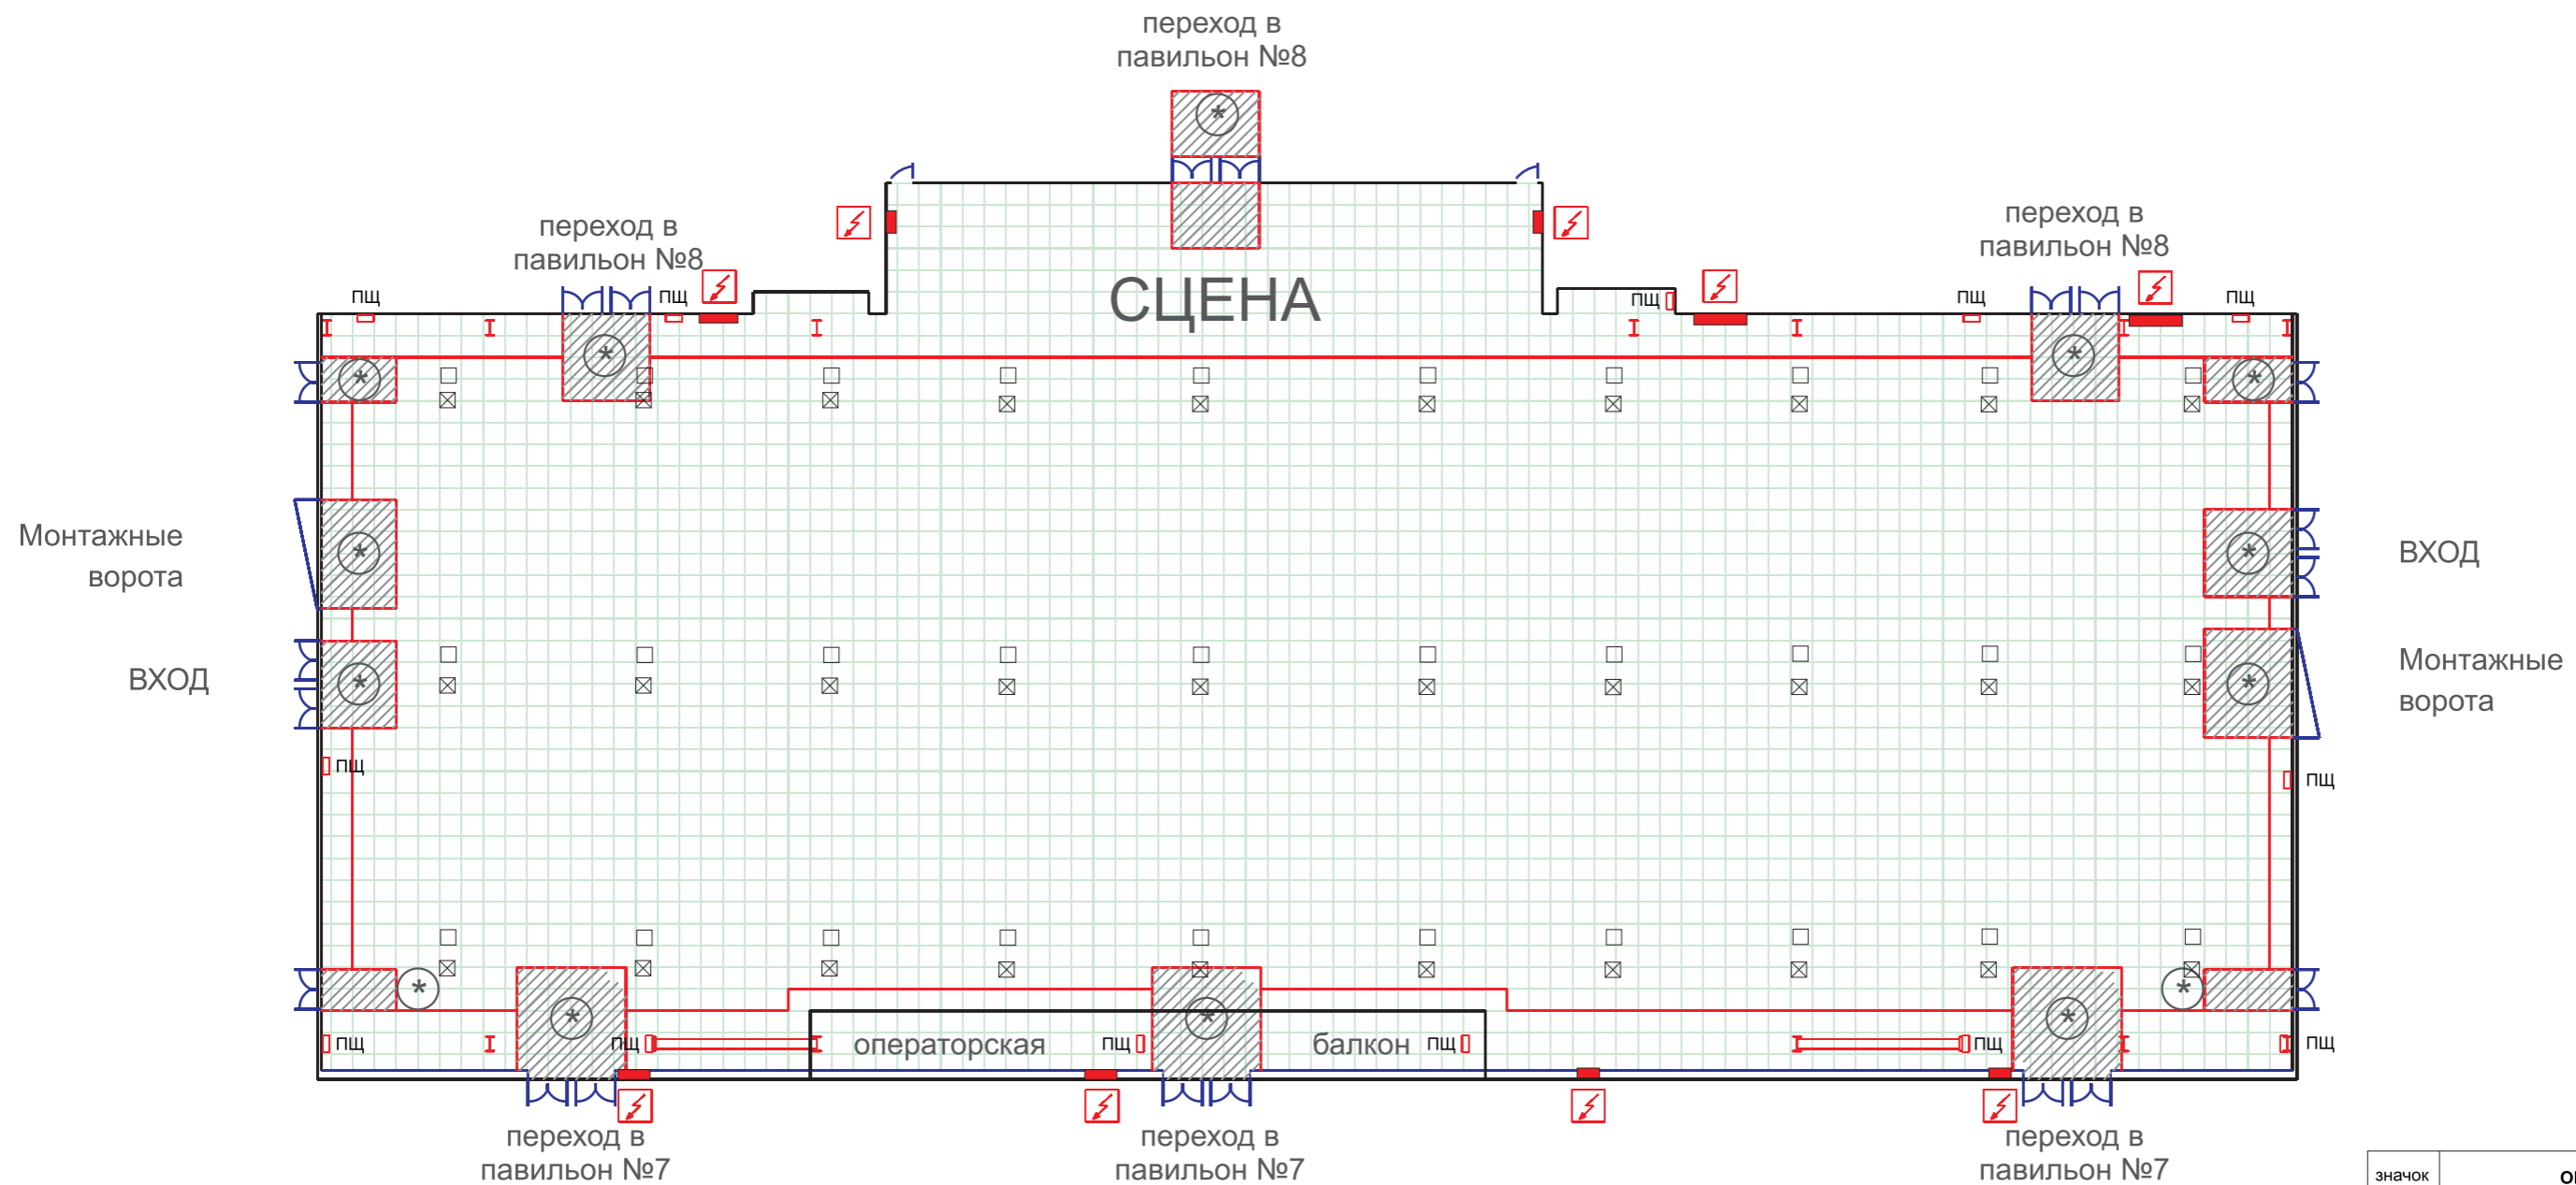 переход в
павильон №8
переход в
павильон №8
переход в
павильон №8
СЦЕНА
ПЩ
ПЩ
ПЩ
ПЩ
ПЩ
Монтажные
ворота
ВХОД
ВХОД
Монтажные
ворота
ПЩ
ПЩ
ПЩ
ПЩ
операторская
ПЩ
балкон
ПЩ
ПЩ
ПЩ
переход в
павильон №7
переход в
павильон №7
переход в
павильон №7
значок